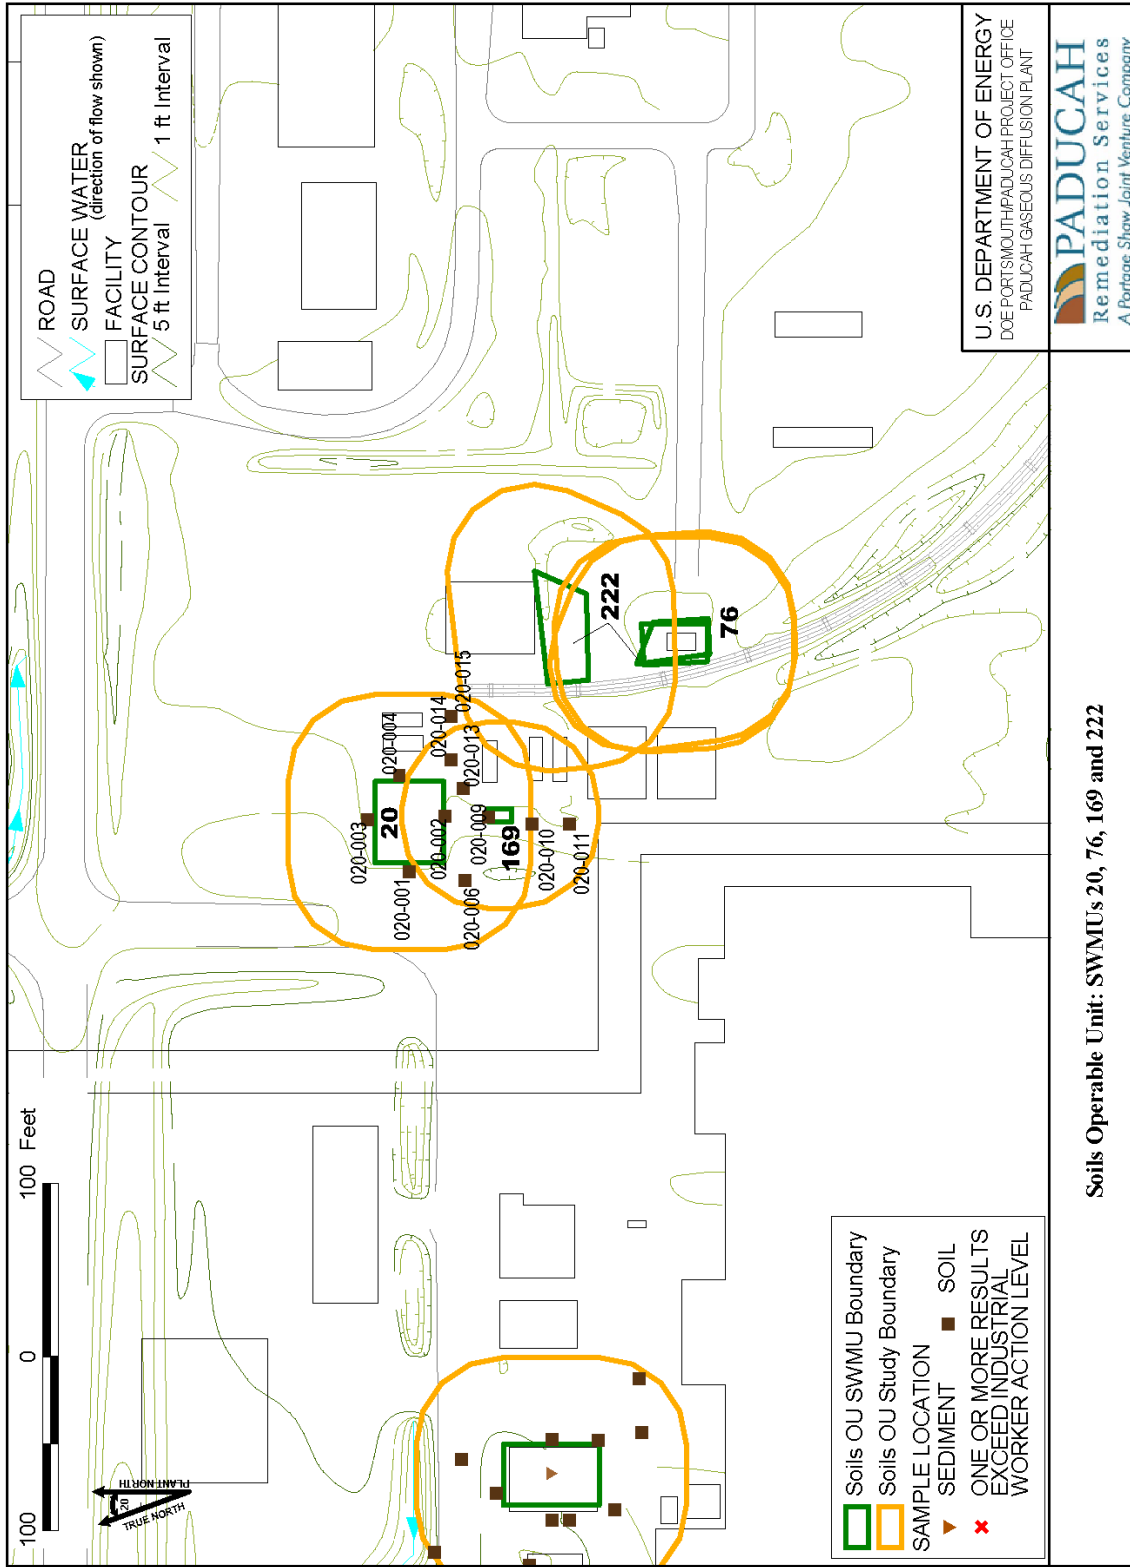 100 0 100 Feet
PLANT NORTH
TRUE NORTH
20
ROAD
SURFACE WATER
(direction of flow shown)
FACILITY
SURFACE CONTOUR
5 ft Interval 1 ft Interval
020-003
020-004
20
020-001
020-002
020-014
020-015
020-013
020-006
020-009
169
020-010
020-011
222
76
Soils OU SWMU Boundary
Soils OU Study Boundary
SAMPLE LOCATION
SEDIMENT SOIL
ONE OR MORE RESULTS
EXCEED INDUSTRIAL
WORKER ACTION LEVEL
U.S. DEPARTMENT OF ENERGY
DOE PORTSMOUTH/PADUCAH PROJECT OFFICE
PADUCAH GASEOUS DIFFUSION PLANT
PADUCAH
Remediation Services
A Portage Shaw Joint Venture Company
Soils Operable Unit: SWMUs 20, 76, 169 and 222